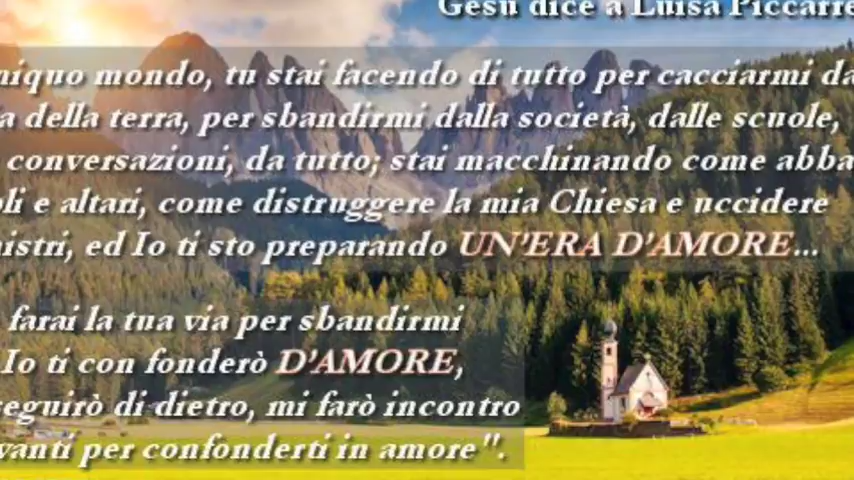 Gesù dice a Luisa Piccarre
niquo mondo, tu stai facendo di tutto per cacciarmi da
a della terra, per sbandirmi dalla società, dalle scuole,
conversazioni, da tutto; stai macchinando come abba
li e altari, come distruggere la mia Chiesa e uccidere
nistri, ed Io ti sto preparando UN'ERA D'AMORE...
farai la tua via per sbandirmi
Io ti con fonderò D'AMORE,
seguirò di dietro, mi farò incontro
vanti per confonderti in amore".